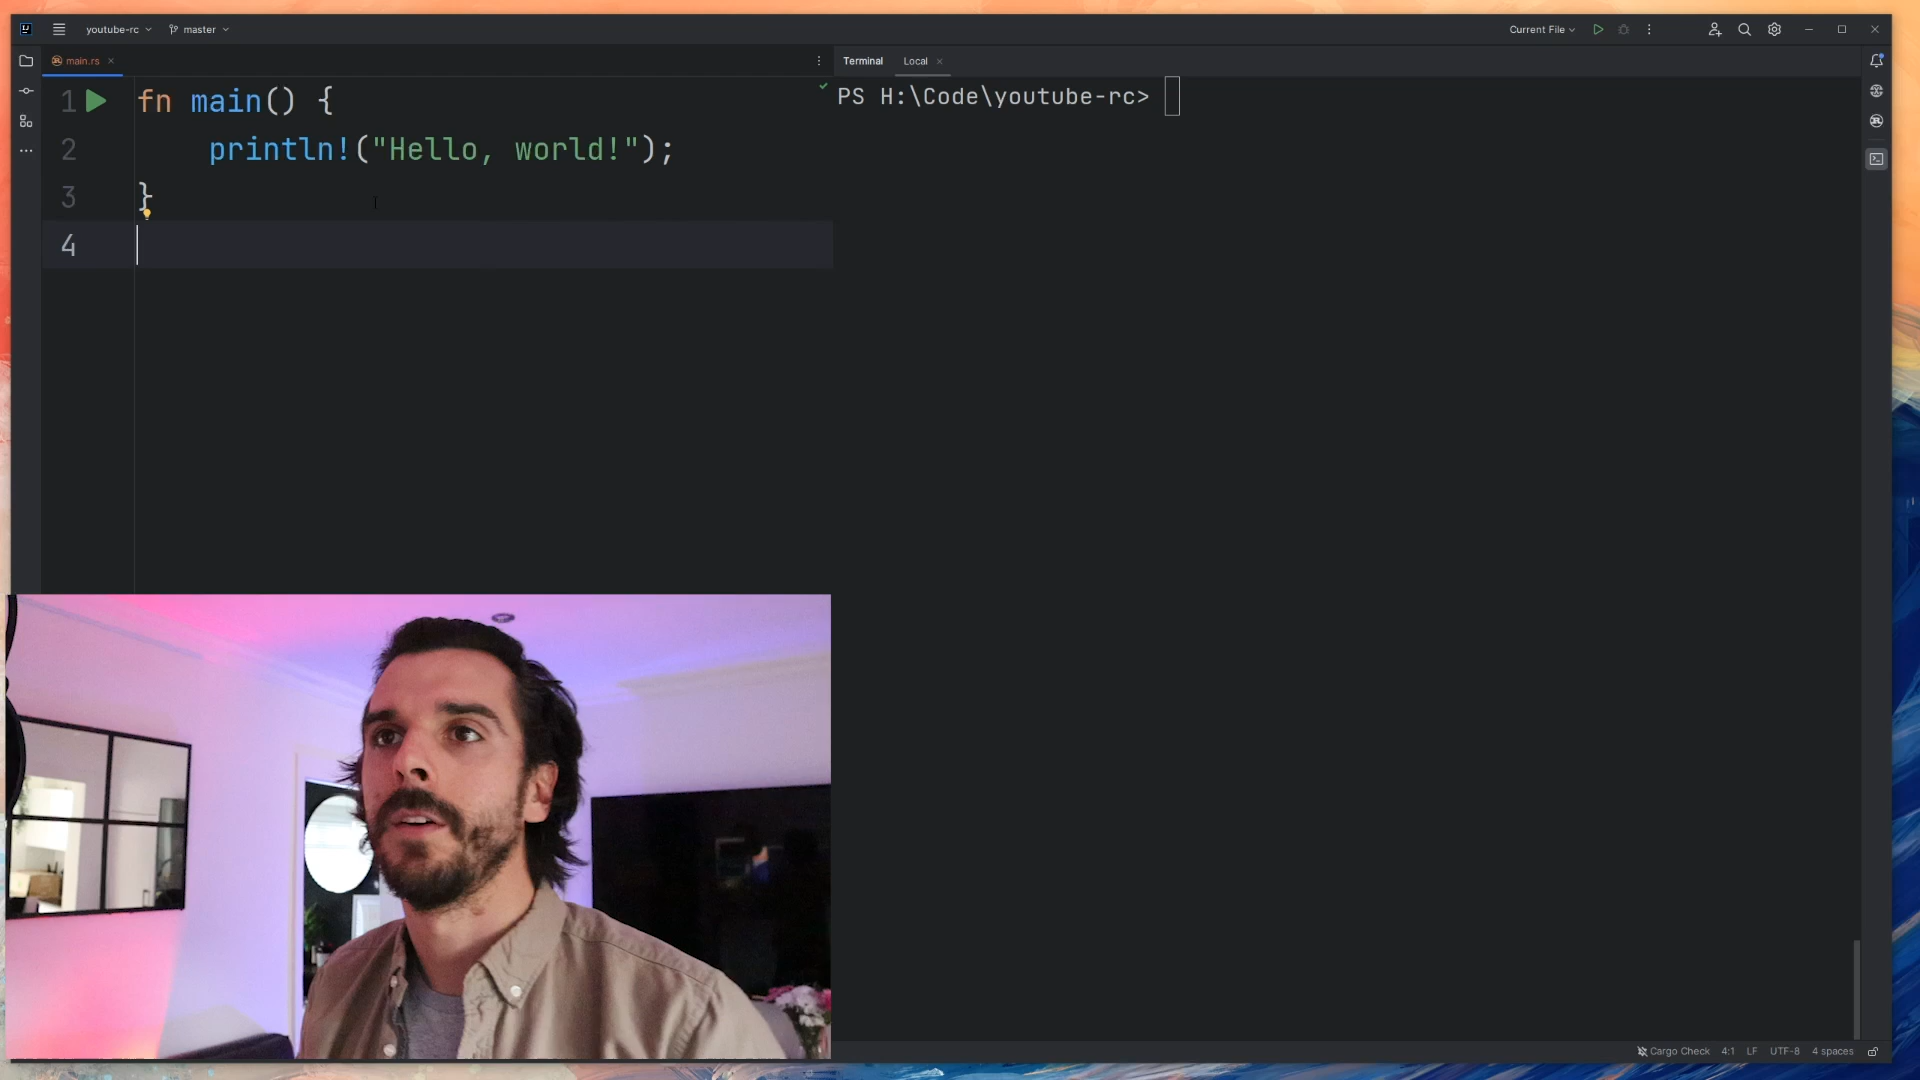 youtube-rc
master
Current File
main.rs
Terminal
Local
1 fn main() {
2 println!("Hello, world!");
3 }
4
PS H:\Code\youtube-rc>
Cargo Check 4:1 LF UTF-8 4 spaces